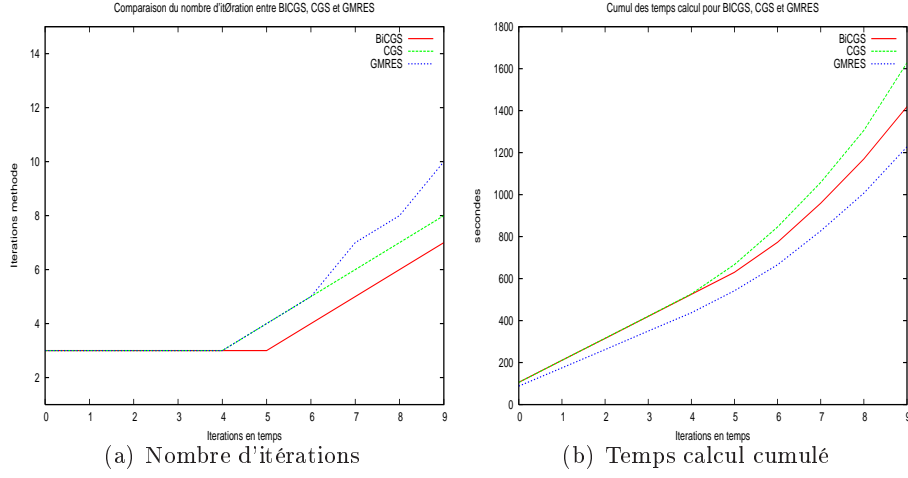 Comparaison du nombre d'itØration entre BICGS, CGS et GMRES
BiCGS
CGS
GMRES
14
12
10
8
6
4
2
Iterations methode
0 1 2 3 4 5 6 7 8 9
Iterations en temps
(a) Nombre d'itérations
Cumul des temps calcul pour BICGS, CGS et GMRES
BiCGS
CGS
GMRES
1800
1600
1400
1200
1000
800
600
400
200
0
secondes
0 1 2 3 4 5 6 7 8 9
Iterations en temps
(b) Temps calcul cumulé